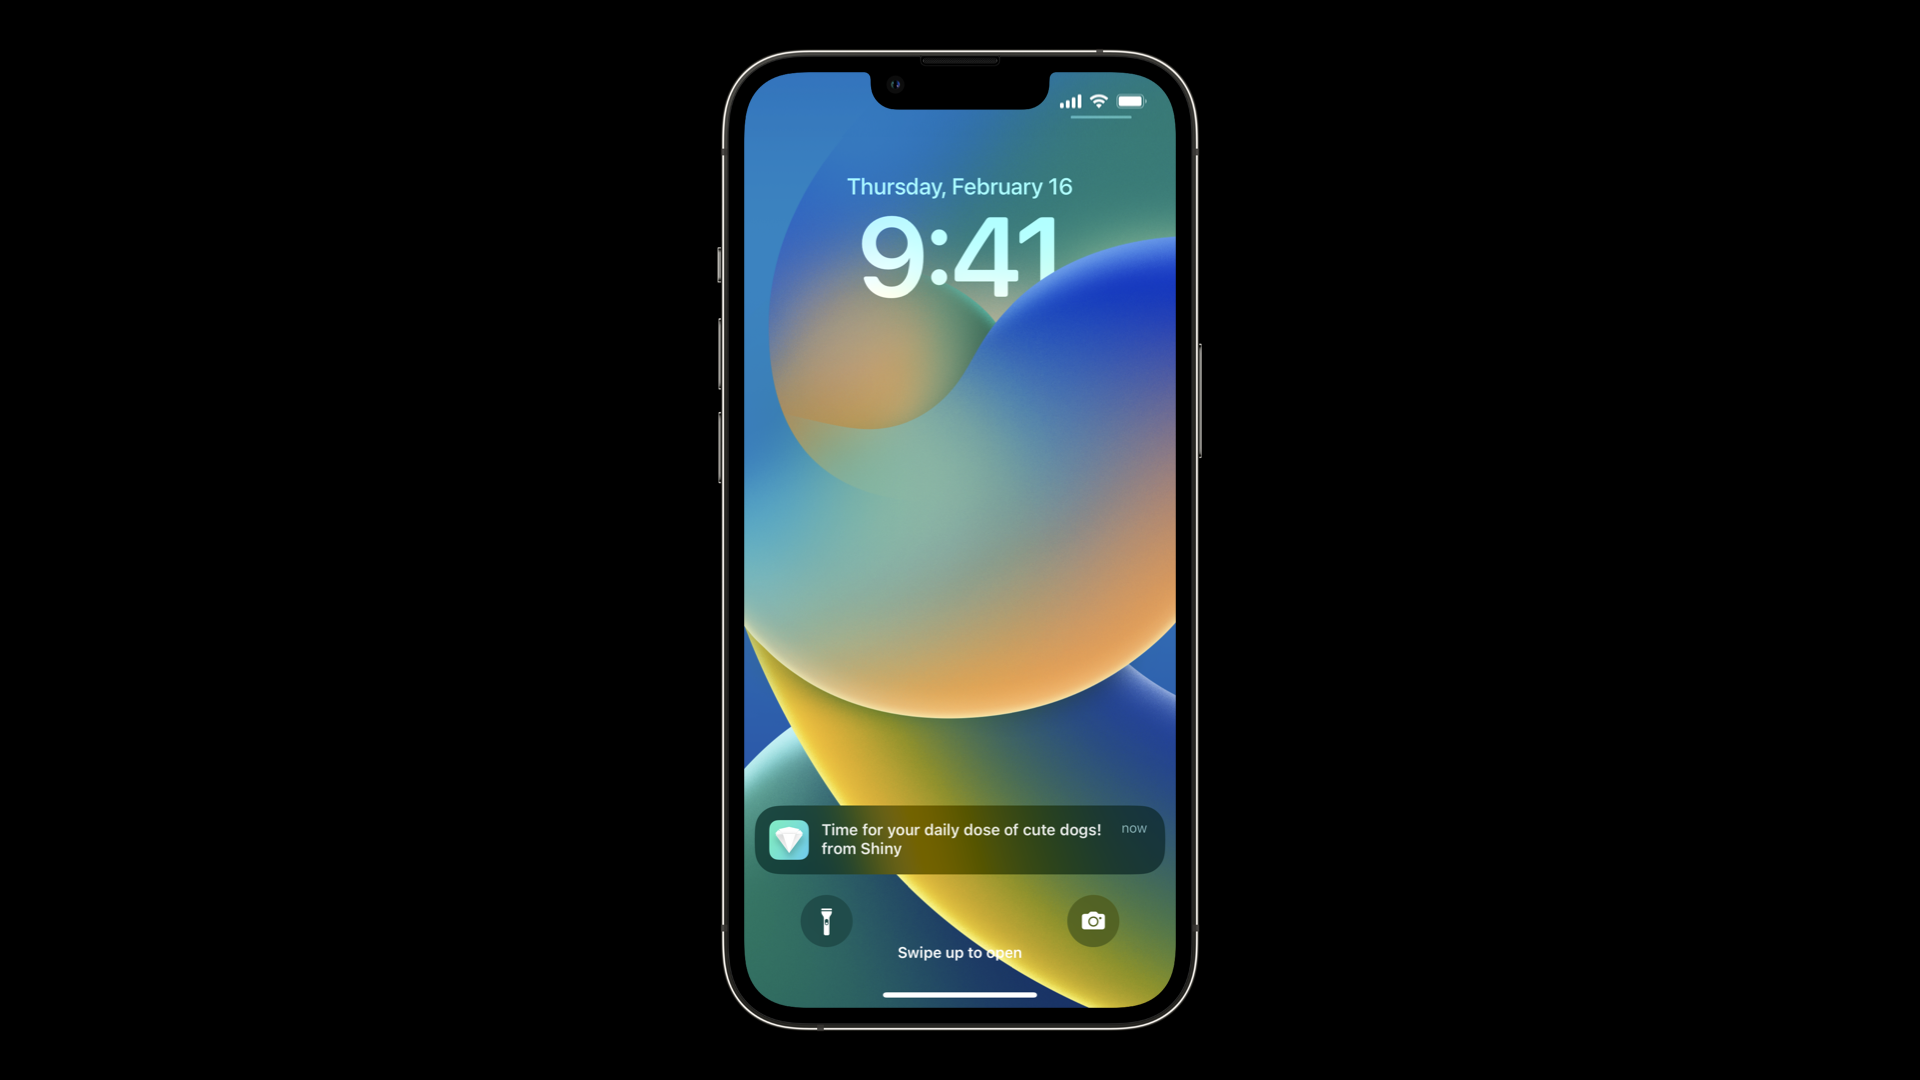 Thursday, February 16
9:41
Time for your daily dose of cute dogs!
now
from Shiny
Swipe up to open